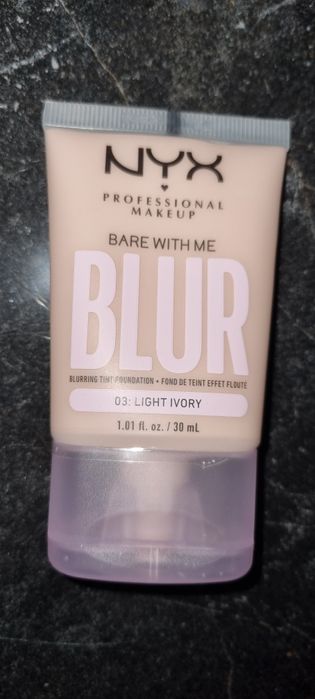 NYX
PROFESSIONAL
MAKEUP
BARE WITH ME
BLUR
BLURRING TINT FOUNDATION • FOND DE TEINT EFFET FLOUTÉ
03: LIGHT IVORY
1.01 fl. oz. / 30 mL